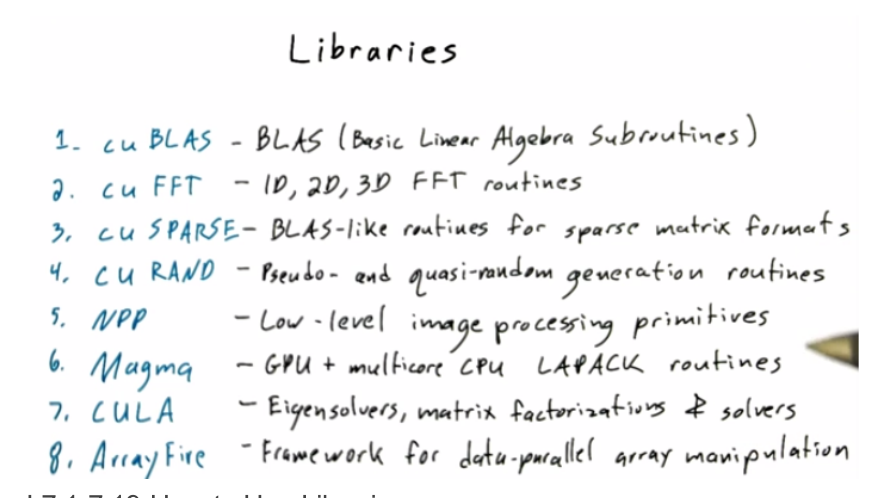 Libraries
1. cu BLAS - BLAS (Basic Linear Algebra Subroutines)
2. cu FFT - 1D, 2D, 3D FFT routines
3. cu SPARSE - BLAS-like routines for sparse matrix formats
4. cu RAND - Pseudo- and quasi-random generation routines
5. NPP - Low-level image processing primitives
6. Magma - GPU + multicore CPU LAPACK routines
7. CULA - Eigensolvers, matrix factorizations & solvers
8. ArrayFire - Framework for data-parallel array manipulation